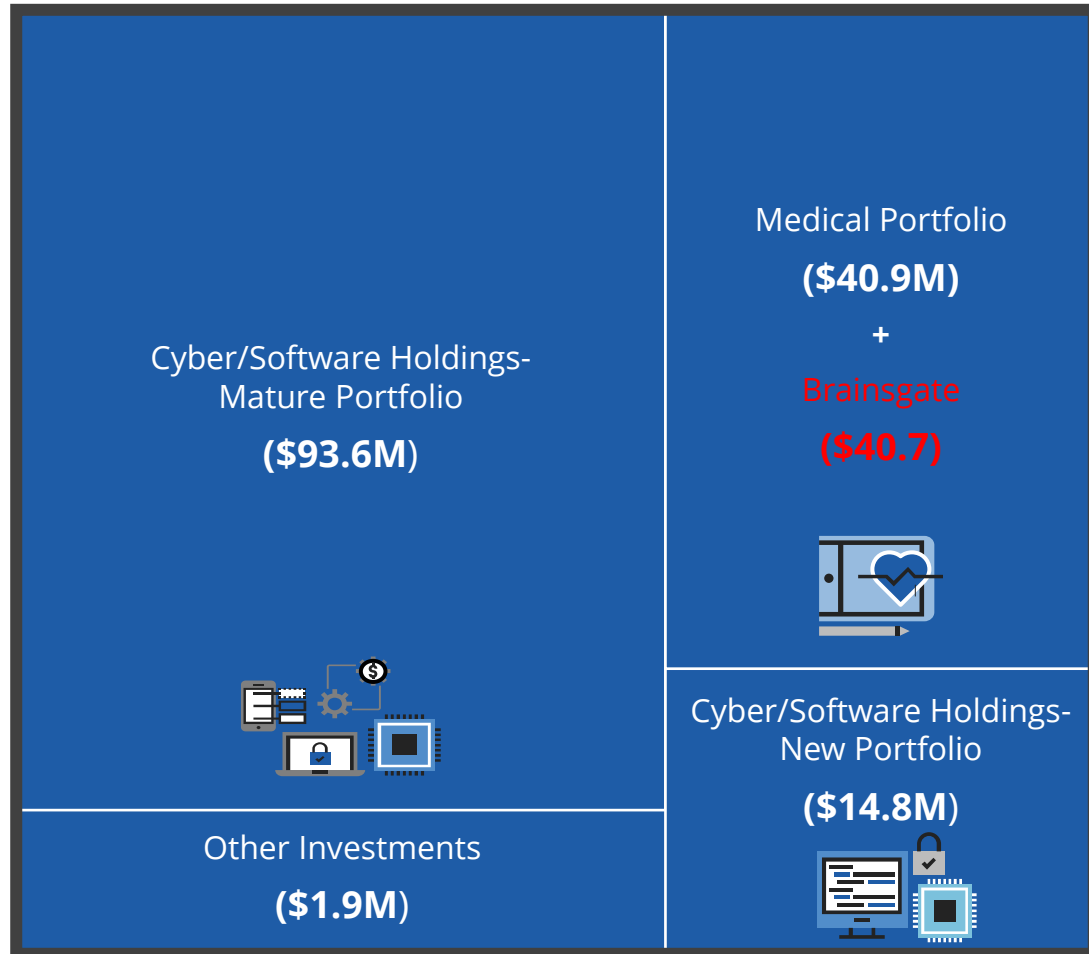 Cyber/Software Holdings-
Mature Portfolio
($93.6M)
Other Investments
($1.9M)
Medical Portfolio
($40.9M)
+
Brainsgate
($40.7)
Cyber/Software Holdings-
New Portfolio
($14.8M)
$